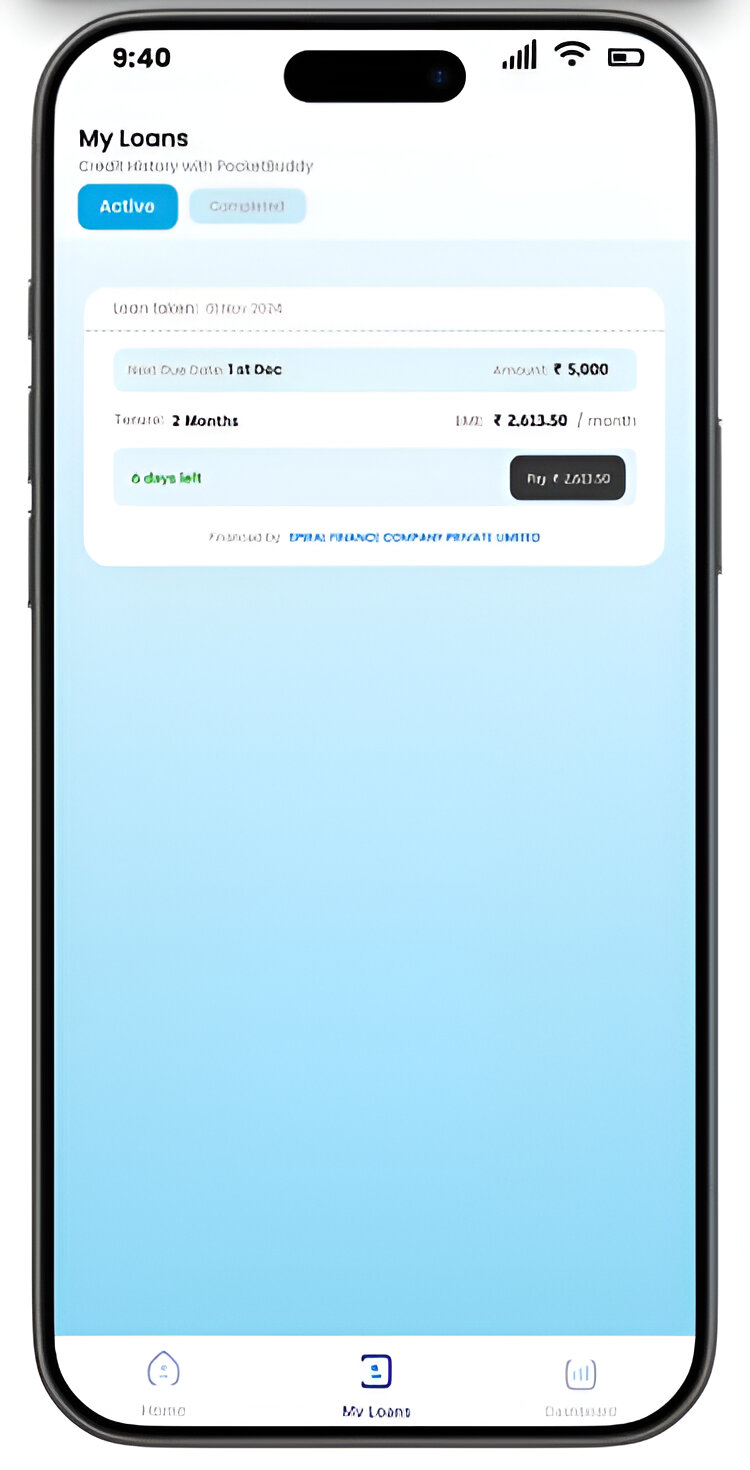 9:40
My Loans
Credit History with PocketBuddy
Active
Completed
Loan taken: 01 Nov 2024
Next Due Date: 1st Dec
Amount: ₹ 5,000
Tenure: 2 Months
EMI: ₹ 2,613.50 / month
6 days left
Pay ₹ 2,613.50
Financed by: FINANCE COMPANY PRIVATE LIMITED
Home
My Loans
Dashboard